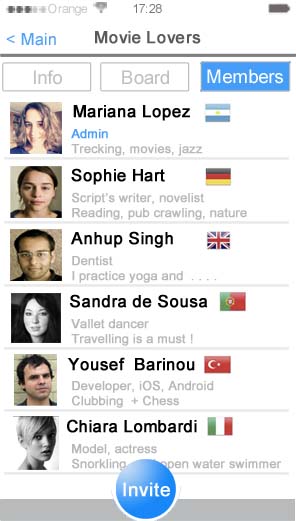 Orange 17:28
< Main Movie Lovers
Info Board Members
Mariana Lopez
Admin
Trecking, movies, jazz
Sophie Hart
Script's writer, novelist
Reading, pub crawling, nature
Anhup Singh
Dentist
I practice yoga and . . . .
Sandra de Sousa
Vallet dancer
Travelling is a must !
Yousef Barinou
Developer, iOS, Android
Clubbing + Chess
Chiara Lombardi
Model, actress
Snorkling open water swimmer
Invite